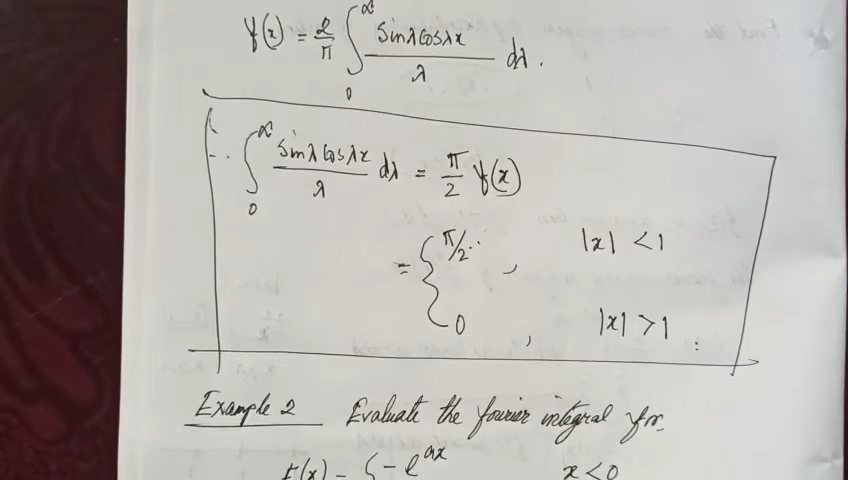 f(x) = 2/π ∫₀^∞ sinλ cosλx / λ dλ.
∴ ∫₀^∞ sinλ cosλx / λ dλ = π/2 f(x)
= { π/2 , |x| < 1
0 , |x| > 1 :
Example 2 Evaluate the fourier integral for
F(x) = { - e^ax x < 0